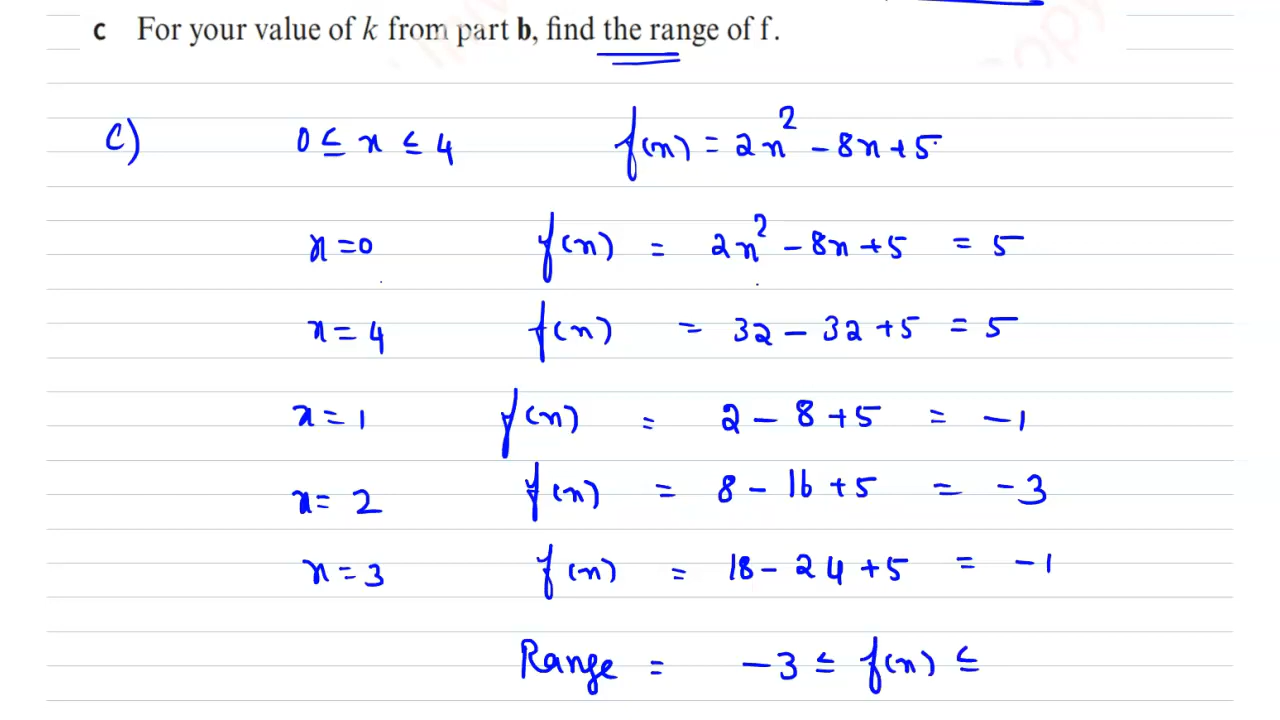 c For your value of k from part b, find the range of f.
C) 0 ≤ x ≤ 4 f(x) = 2x² - 8x + 5
x = 0 f(x) = 2x² - 8x + 5 = 5
x = 4 f(x) = 32 - 32 + 5 = 5
x = 1 f(x) = 2 - 8 + 5 = -1
x = 2 f(x) = 8 - 16 + 5 = -3
x = 3 f(x) = 18 - 24 + 5 = -1
Range = -3 ≤ f(x) ≤